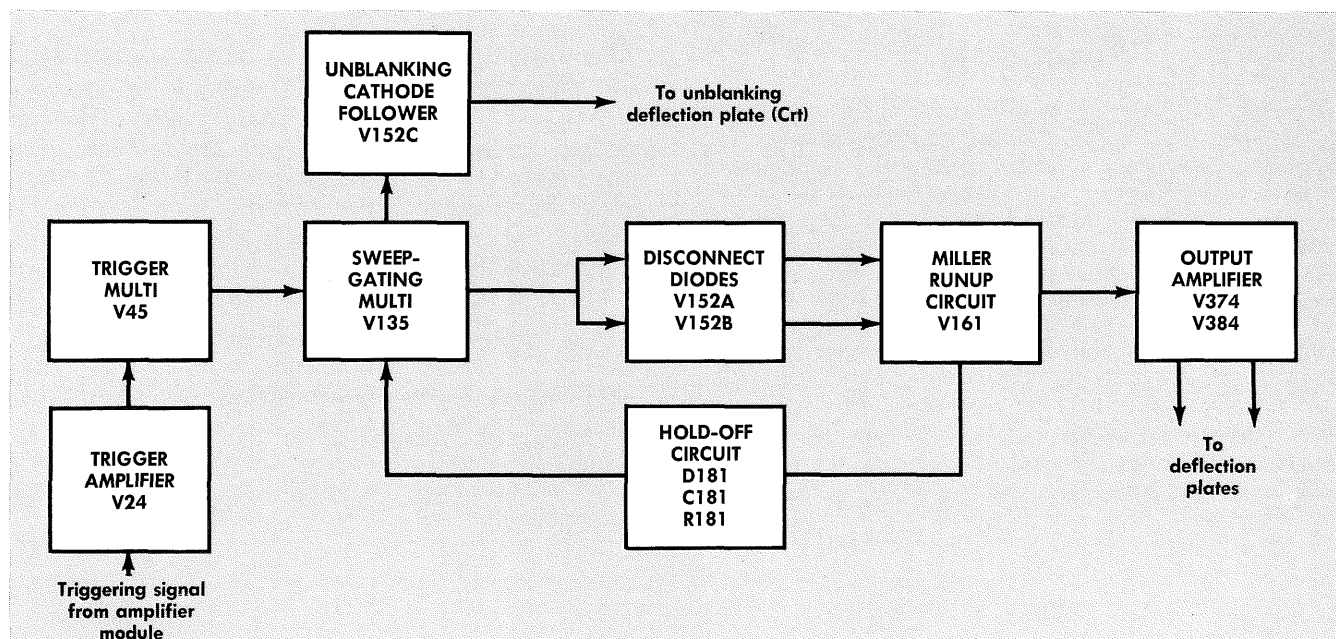 UNBLANKING
CATHODE
FOLLOWER
V152C
To unblanking
deflection plate (Crt)
TRIGGER
MULTI
V45
SWEEP-
GATING
MULTI
V135
DISCONNECT
DIODES
V152A
V152B
MILLER
RUNUP
CIRCUIT
V161
OUTPUT
AMPLIFIER
V374
V384
TRIGGER
AMPLIFIER
V24
HOLD-OFF
CIRCUIT
D181
C181
R181
To
deflection
plates
Triggering signal
from amplifier
module